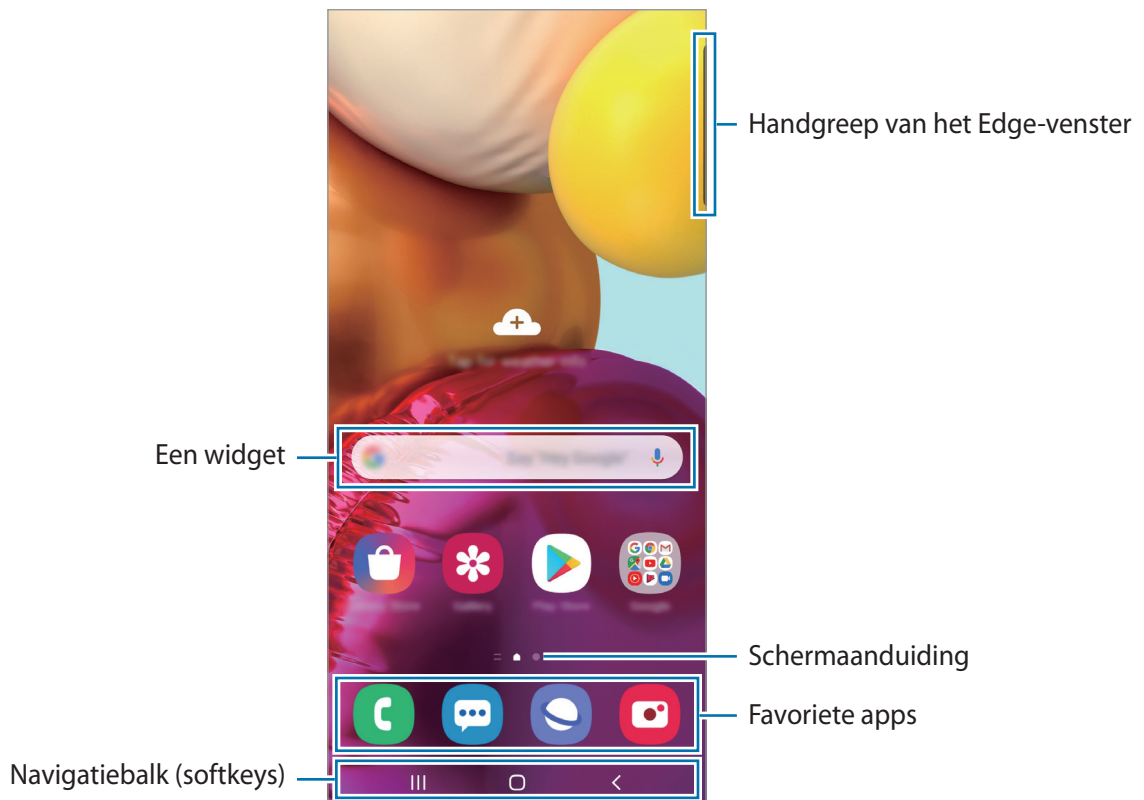 Handgreep van het Edge-venster
Een widget
Schermaanduiding
Favoriete apps
Navigatiebalk (softkeys)